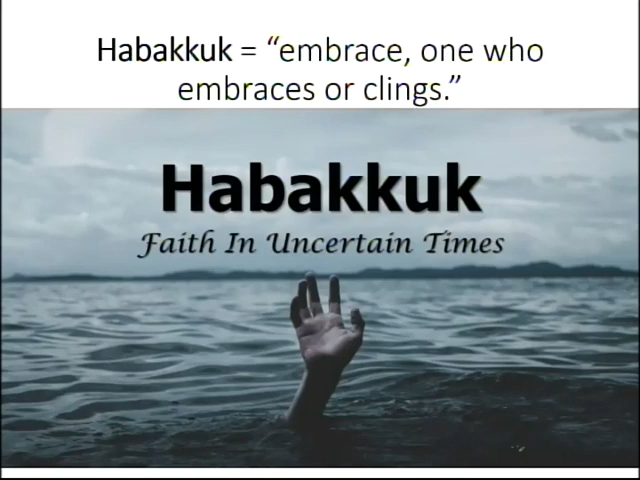 Habakkuk = “embrace, one who
embraces or clings.”
Habakkuk
Faith In Uncertain Times